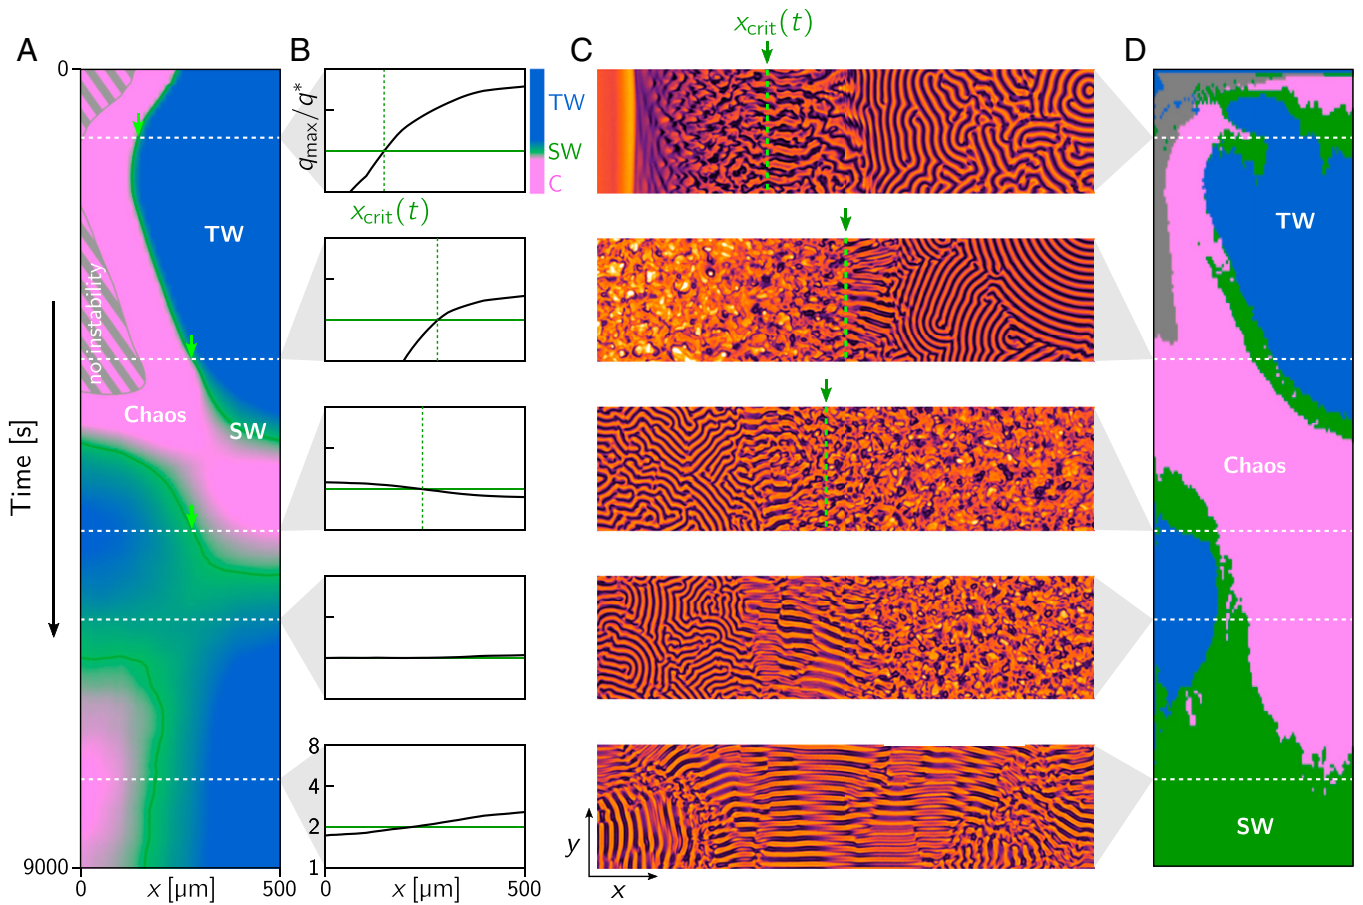 A
B
C
D
x_crit(t)
0
TW
no instability
Chaos
SW
Time [s]
9000
0
x [µm]
500
q_max/q*
TW
SW
C
x_crit(t)
8
4
2
1
0
x [µm]
500
y
x
TW
Chaos
SW